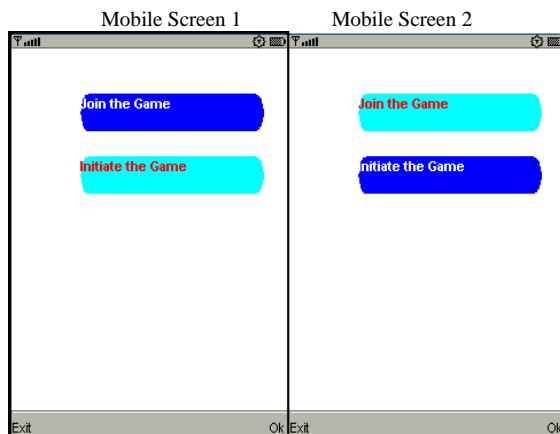 Mobile Screen 1 Mobile Screen 2
Join the Game Join the Game
Initiate the Game Initiate the Game
Exit Ok Exit Ok